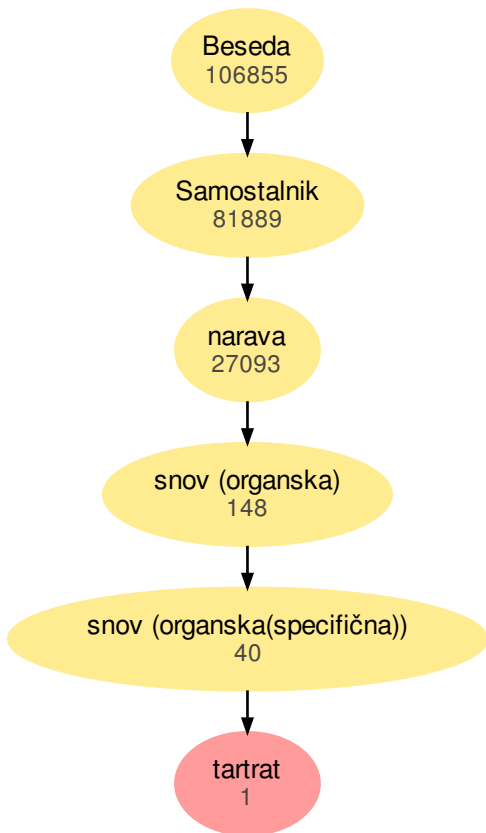 Beseda
106855
Samostalnik
81889
narava
27093
snov (organska)
148
snov (organska(specifična))
40
tartrat
1